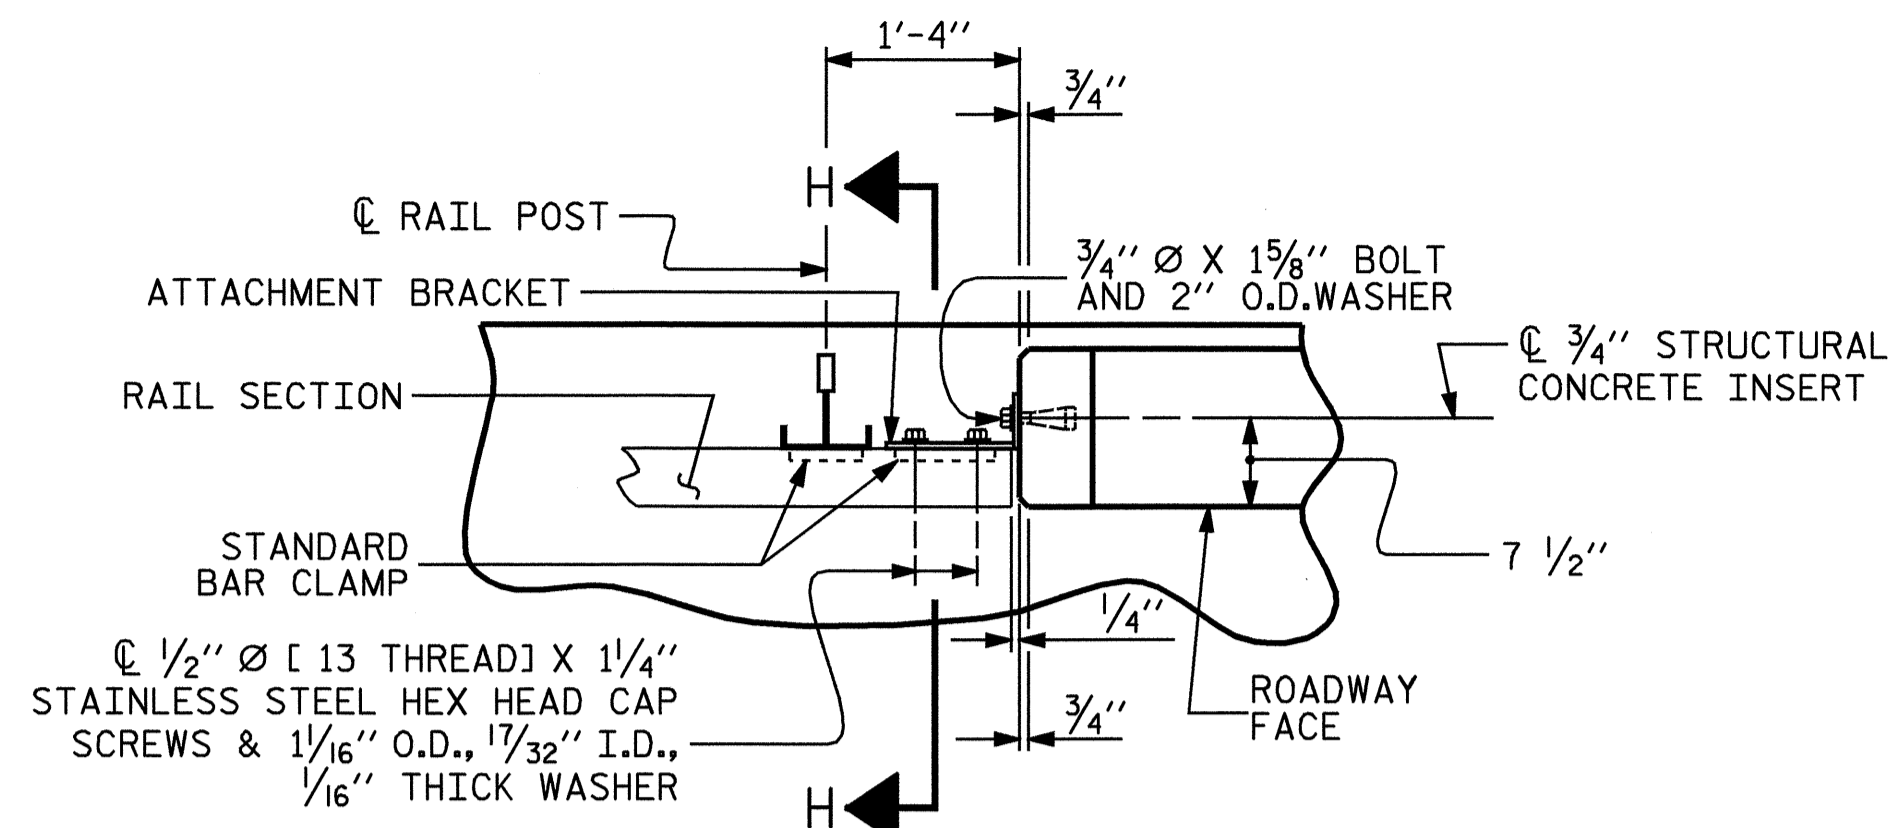 1'-4"
3/4"
H
℄ RAIL POST
ATTACHMENT BRACKET
3/4" Ø X 1 5/8" BOLT
AND 2" O.D.WASHER
℄ 3/4" STRUCTURAL
CONCRETE INSERT
RAIL SECTION
STANDARD
BAR CLAMP
7 1/2"
1/4"
℄ 1/2" Ø [ 13 THREAD] X 1 1/4"
STAINLESS STEEL HEX HEAD CAP
SCREWS & 1 1/16" O.D., 17/32" I.D.,
1/16" THICK WASHER
ROADWAY
FACE
3/4"
H